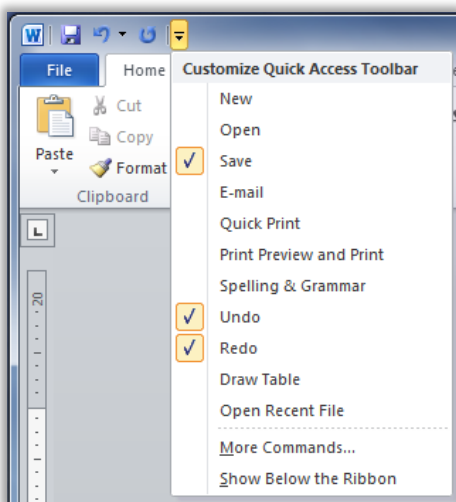 W
File Home
Customize Quick Access Toolbar
New
Open
Save
E-mail
Quick Print
Print Preview and Print
Spelling & Grammar
Undo
Redo
Draw Table
Open Recent File
More Commands...
Show Below the Ribbon
Cut
Copy
Paste
Format
Clipboard
L
20